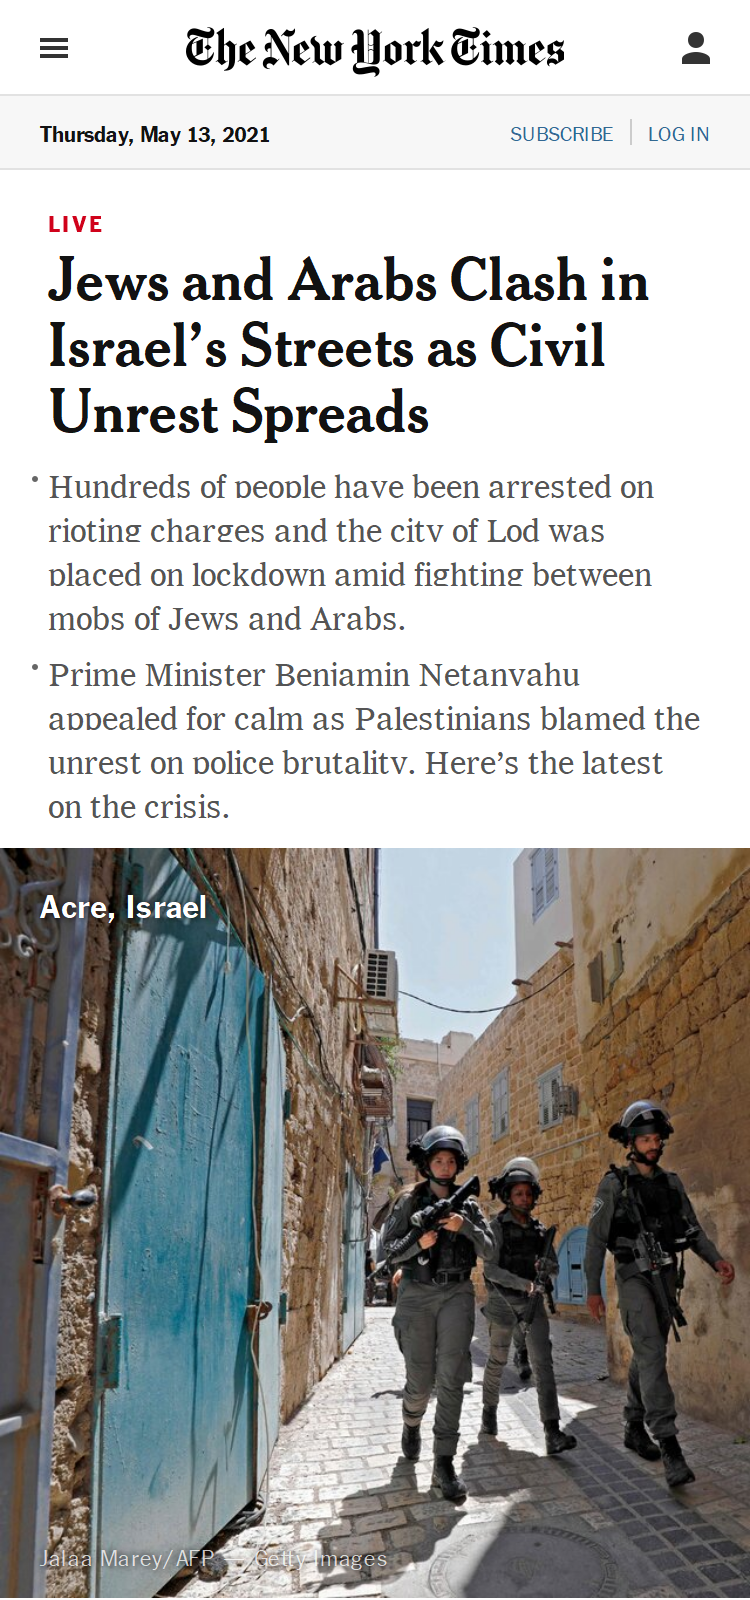 The New York Times
Thursday, May 13, 2021
SUBSCRIBE
LOG IN
LIVE
Jews and Arabs Clash in
Israel’s Streets as Civil
Unrest Spreads
• Hundreds of people have been arrested on
rioting charges and the city of Lod was
placed on lockdown amid fighting between
mobs of Jews and Arabs.
• Prime Minister Benjamin Netanyahu
appealed for calm as Palestinians blamed the
unrest on police brutality. Here’s the latest
on the crisis.
Acre, Israel
Jalaa Marey/AFP — Getty Images